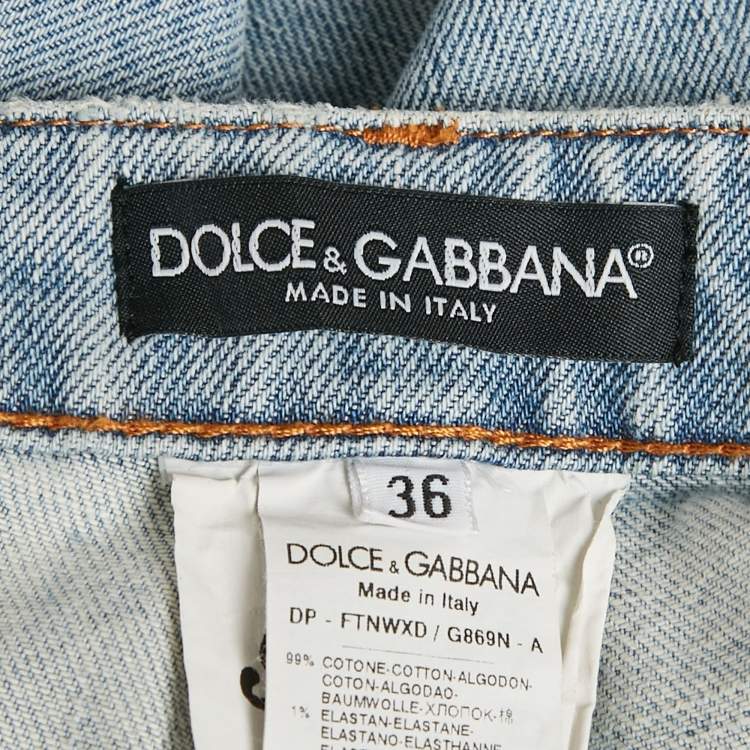 DOLCE & GABBANA®
MADE IN ITALY
36
DOLCE & GABBANA
Made in Italy
DP - FTNWXD / G869N - A
99% COTONE-COTTON-ALGODON-
COTON-ALGODAO-
BAUMWOLLE-ХЛОПОК-棉
1% ELASTAN-ELASTANE-
ELASTANO-ELASTHANNE